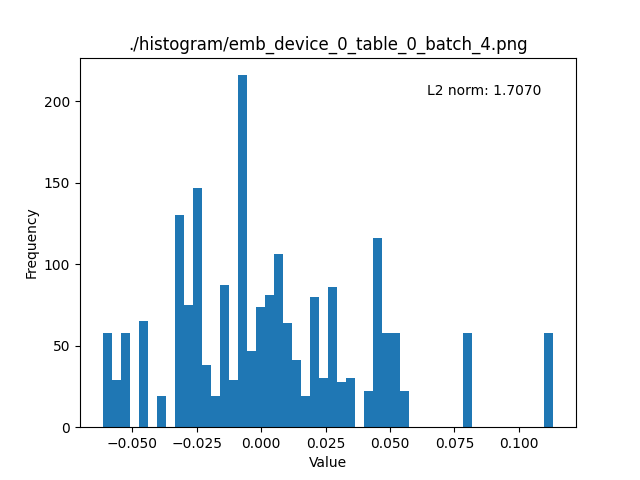 ./histogram/emb_device_0_table_0_batch_4.png
L2 norm: 1.7070
200
150
100
50
0
Frequency
−0.050 −0.025 0.000 0.025 0.050 0.075 0.100
Value